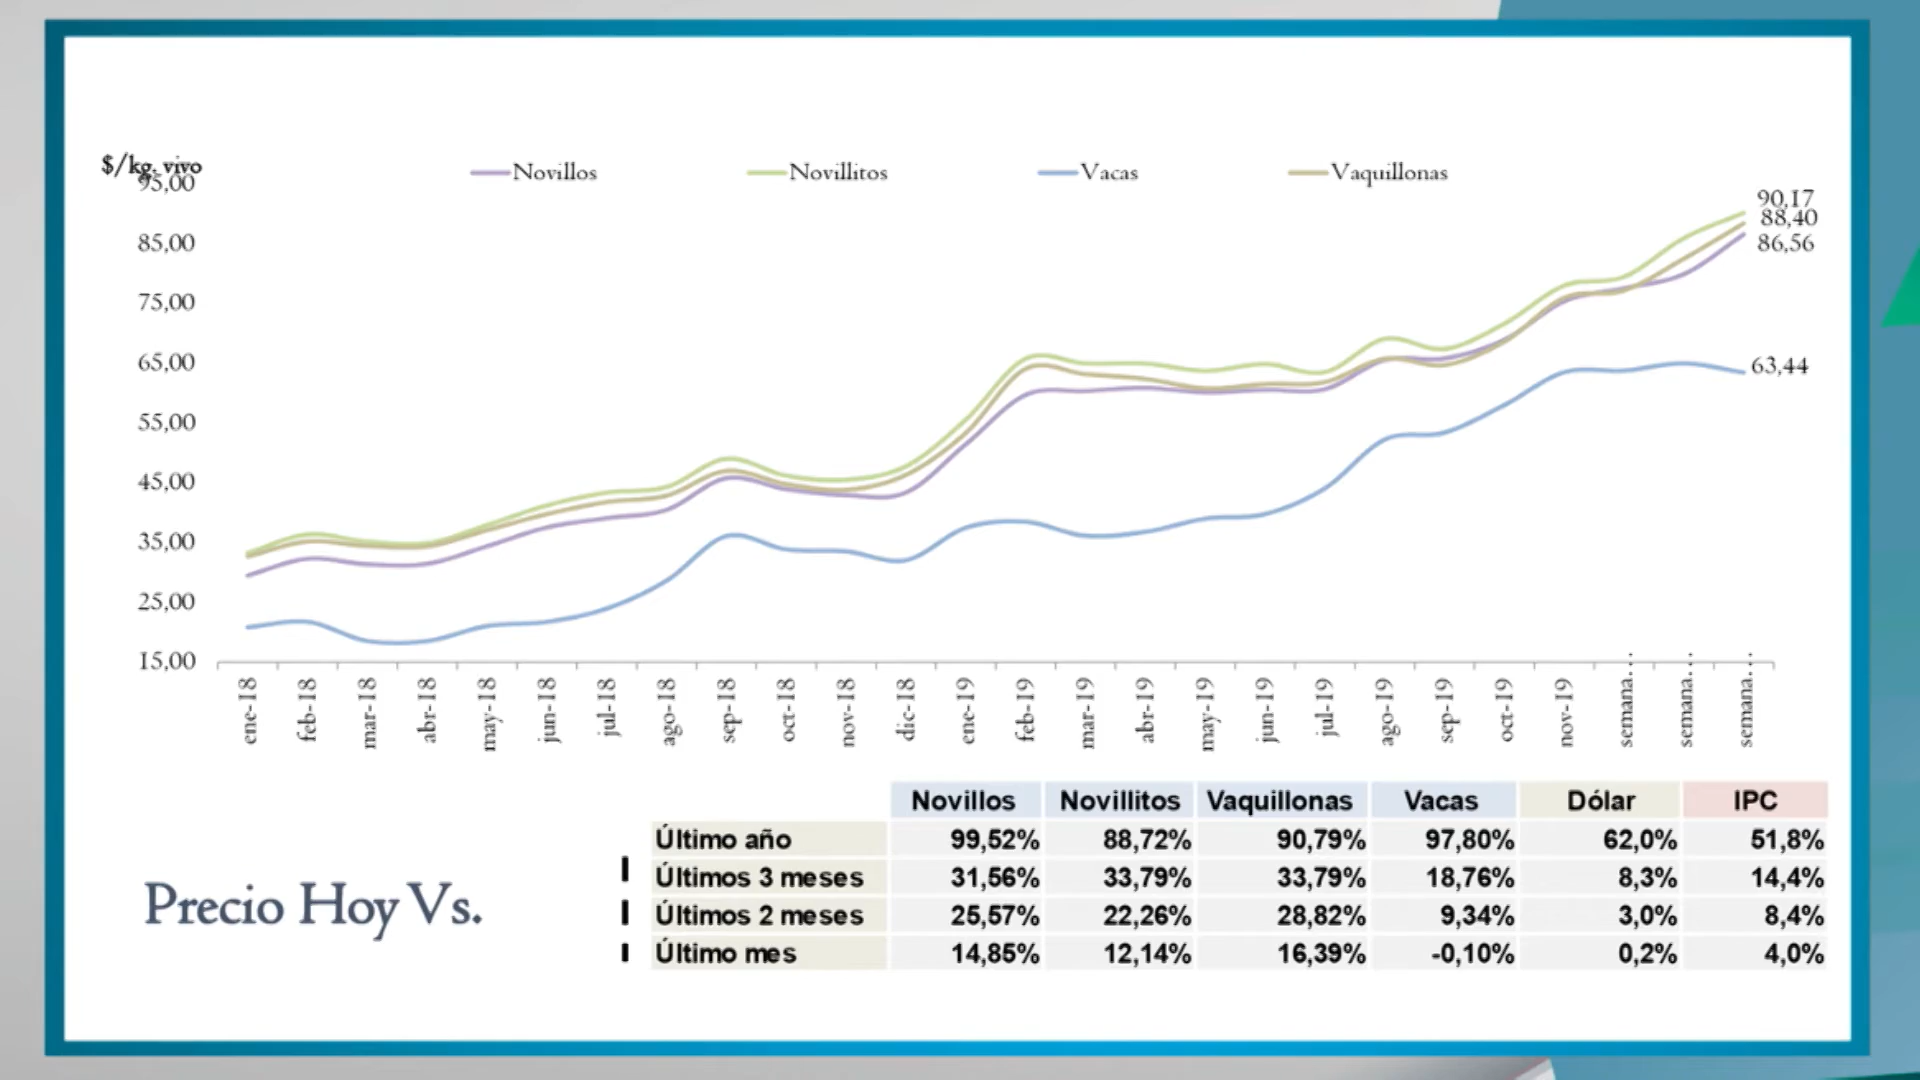 $/kg. vivo
Novillos Novillitos Vacas Vaquillonas
95,00
85,00
75,00
65,00
55,00
45,00
35,00
25,00
15,00
90,17
88,40
86,56
63,44
ene-18 feb-18 mar-18 abr-18 may-18 jun-18 jul-18 ago-18 sep-18 oct-18 nov-18 dic-18 ene-19 feb-19 mar-19 abr-19 may-19 jun-19 jul-19 ago-19 sep-19 oct-19 nov-19 semana… semana… semana…
Precio Hoy Vs.
Novillos Novillitos Vaquillonas Vacas Dólar IPC
Último año 99,52% 88,72% 90,79% 97,80% 62,0% 51,8%
Últimos 3 meses 31,56% 33,79% 33,79% 18,76% 8,3% 14,4%
Últimos 2 meses 25,57% 22,26% 28,82% 9,34% 3,0% 8,4%
Último mes 14,85% 12,14% 16,39% -0,10% 0,2% 4,0%